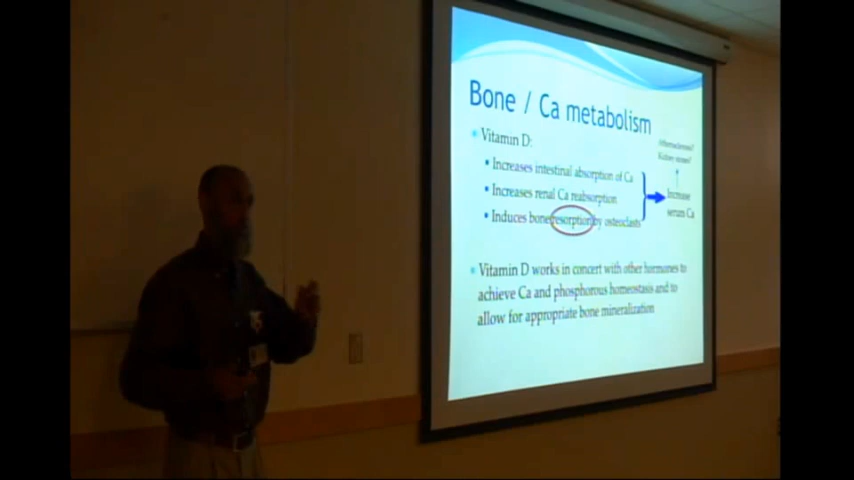 Bone / Ca metabolism
Vitamin D:
Kidney stones?
Increases intestinal absorption of Ca
Increases renal Ca reabsorption
Increase
serum Ca
Induces bone resorption by osteoclasts
Vitamin D works in concert with other hormones to
achieve Ca and phosphorous homeostasis and to
allow for appropriate bone mineralization